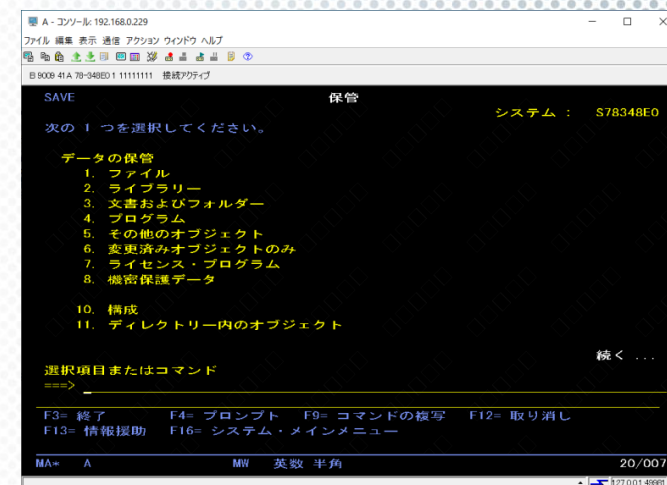 A - コンソール: 192.168.0.229
ファイル 編集 表示 通信 アクション ウィンドウ ヘルプ
B 9009 41A 78-348E0 1 11111111 接続アクティブ
SAVE 保管
システム : S78348E0
次の 1 つを選択してください。
データの保管
1. ファイル
2. ライブラリー
3. 文書およびフォルダー
4. プログラム
5. その他のオブジェクト
6. 変更済みオブジェクトのみ
7. ライセンス・プログラム
8. 機密保護データ
10. 構成
11. ディレクトリー内のオブジェクト
続く ...
選択項目またはコマンド
===>
F3= 終了 F4= プロンプト F9= コマンドの複写 F12= 取り消し
F13= 情報援助 F16= システム・メインメニュー
MA* A MW 英数 半角 20/007